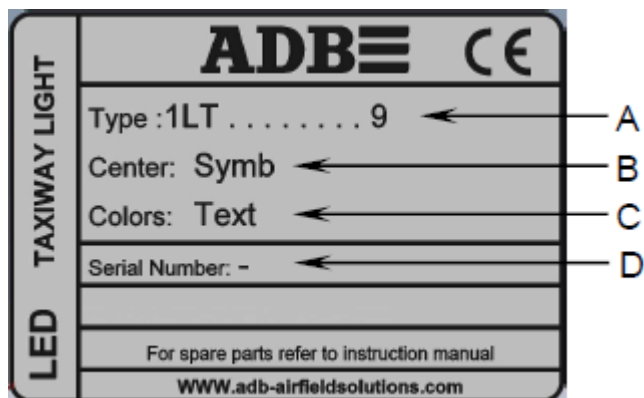 LED TAXIWAY LIGHT
ADB CE
Type :1LT . . . . . . . . 9 A
Center: Symb B
Colors: Text C
Serial Number: - D
For spare parts refer to instruction manual
WWW.adb-airfieldsolutions.com